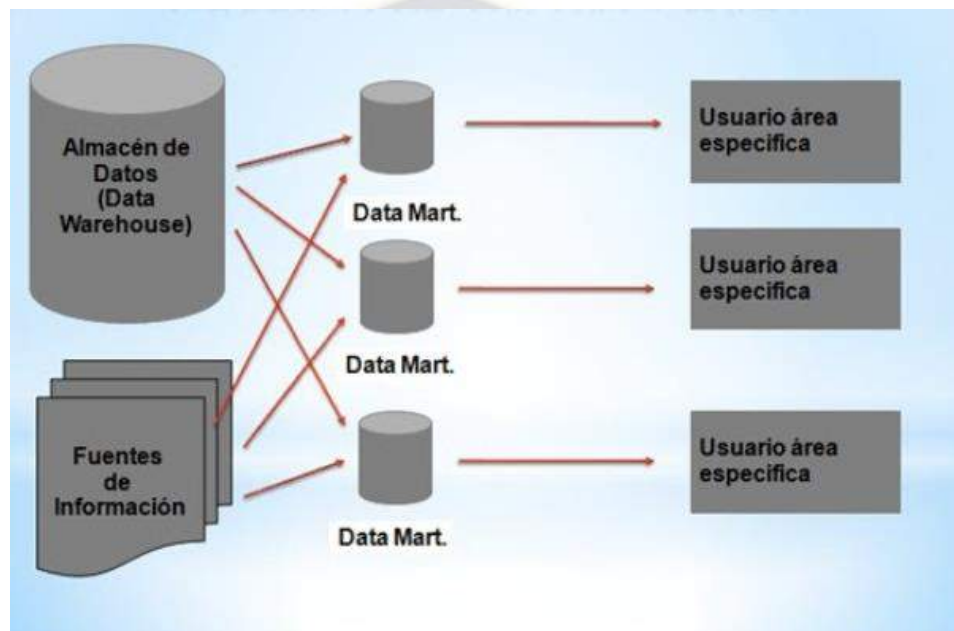 Almacén de
Datos
(Data
Warehouse)
Data Mart.
Usuario área
especifica
Data Mart.
Usuario área
especifica
Fuentes
de
Información
Data Mart.
Usuario área
especifica